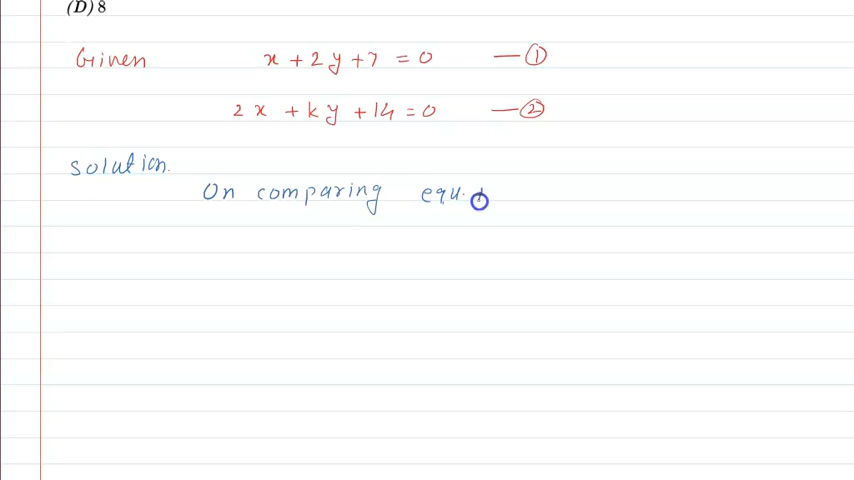 (D) 8
Given x + 2y + 7 = 0 — ①
2x + ky + 14 = 0 — ②
Solution.
On comparing equ.